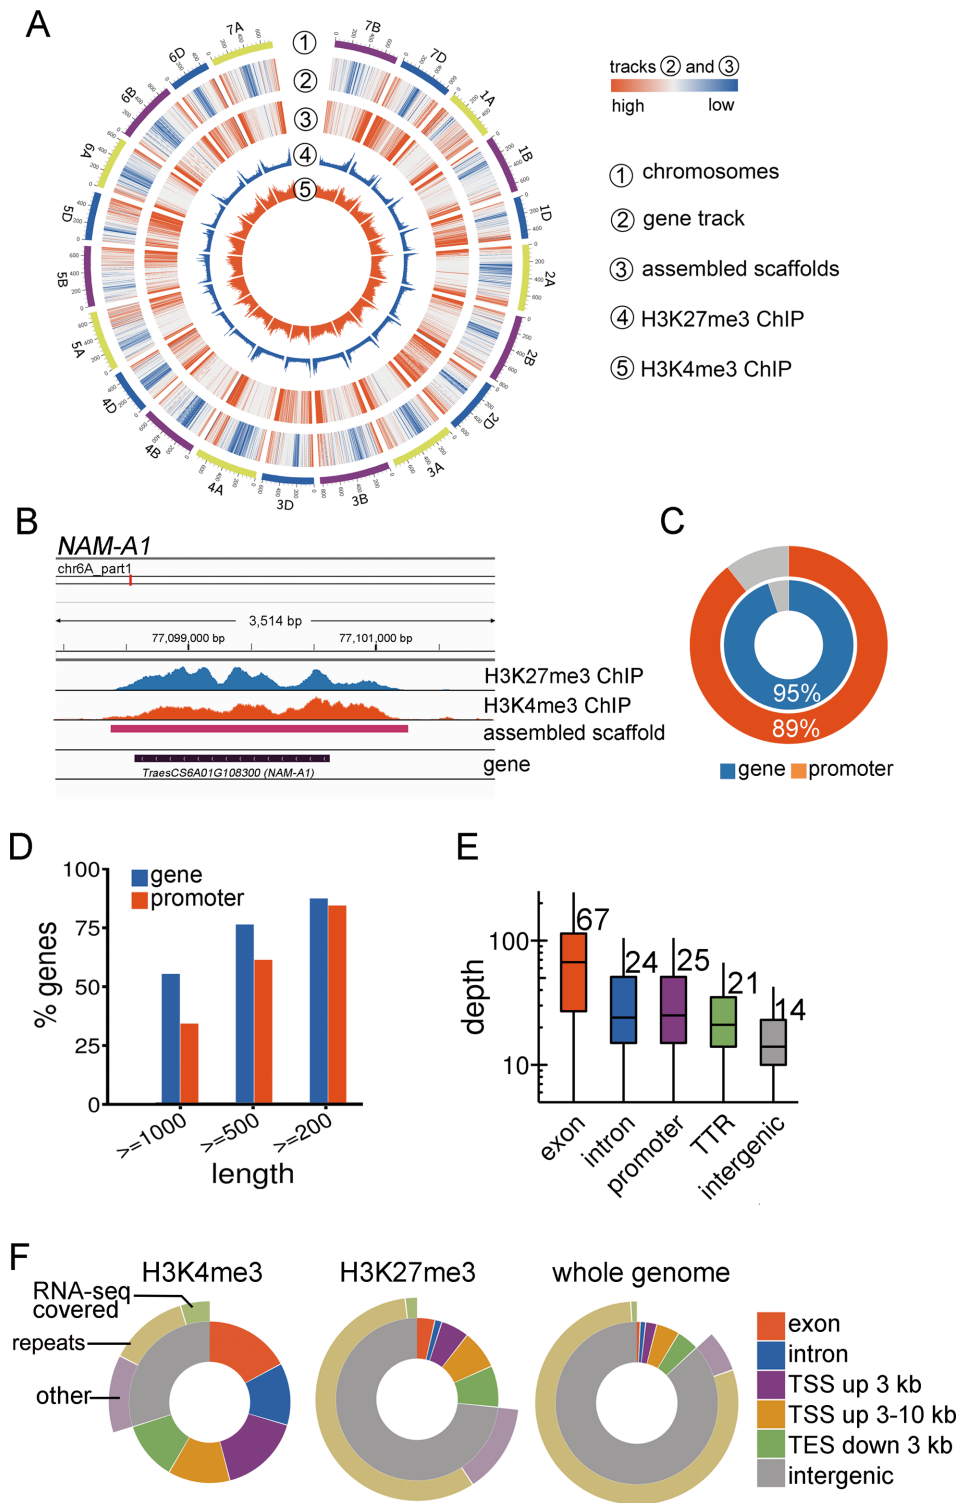 A
7A
7B
7D
1A
1B
1D
2A
2B
2D
3A
3B
3D
4A
4B
4D
5A
5B
5D
6A
6B
6D
①
②
③
④
⑤
tracks ② and ③
high low
① chromosomes
② gene track
③ assembled scaffolds
④ H3K27me3 ChIP
⑤ H3K4me3 ChIP
B
NAM-A1
chr6A_part1
3,514 bp
77,099,000 bp 77,101,000 bp
H3K27me3 ChIP
H3K4me3 ChIP
assembled scaffold
gene
TraesCS6A01G108300 (NAM-A1)
C
95%
89%
gene promoter
D
100
75
50
25
0
% genes
gene
promoter
>=1000 >=500 >=200
length
E
depth
100
10
67
24
25
21
14
exon intron promoter TTR intergenic
F
H3K4me3 H3K27me3 whole genome
RNA-seq
covered
repeats
other
exon
intron
TSS up 3 kb
TSS up 3-10 kb
TES down 3 kb
intergenic